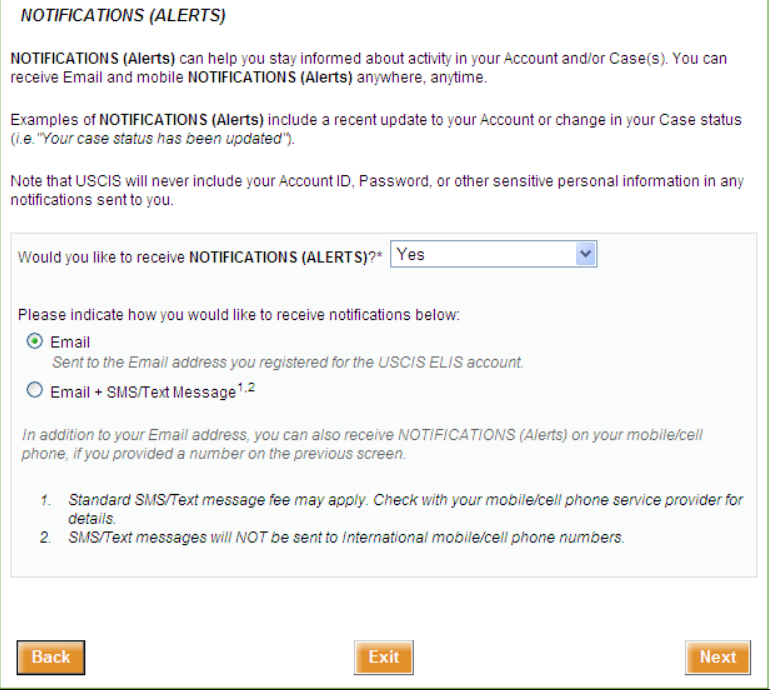 NOTIFICATIONS (ALERTS)
NOTIFICATIONS (Alerts) can help you stay informed about activity in your Account and/or Case(s). You can
receive Email and mobile NOTIFICATIONS (Alerts) anywhere, anytime.
Examples of NOTIFICATIONS (Alerts) include a recent update to your Account or change in your Case status
(i.e."Your case status has been updated").
Note that USCIS will never include your Account ID, Password, or other sensitive personal information in any
notifications sent to you.
Would you like to receive NOTIFICATIONS (ALERTS)?* Yes
Please indicate how you would like to receive notifications below:
Email
Sent to the Email address you registered for the USCIS ELIS account.
Email + SMS/Text Message1,2
In addition to your Email address, you can also receive NOTIFICATIONS (Alerts) on your mobile/cell
phone, if you provided a number on the previous screen.
1. Standard SMS/Text message fee may apply. Check with your mobile/cell phone service provider for
details.
2. SMS/Text messages will NOT be sent to International mobile/cell phone numbers.
Back Exit Next